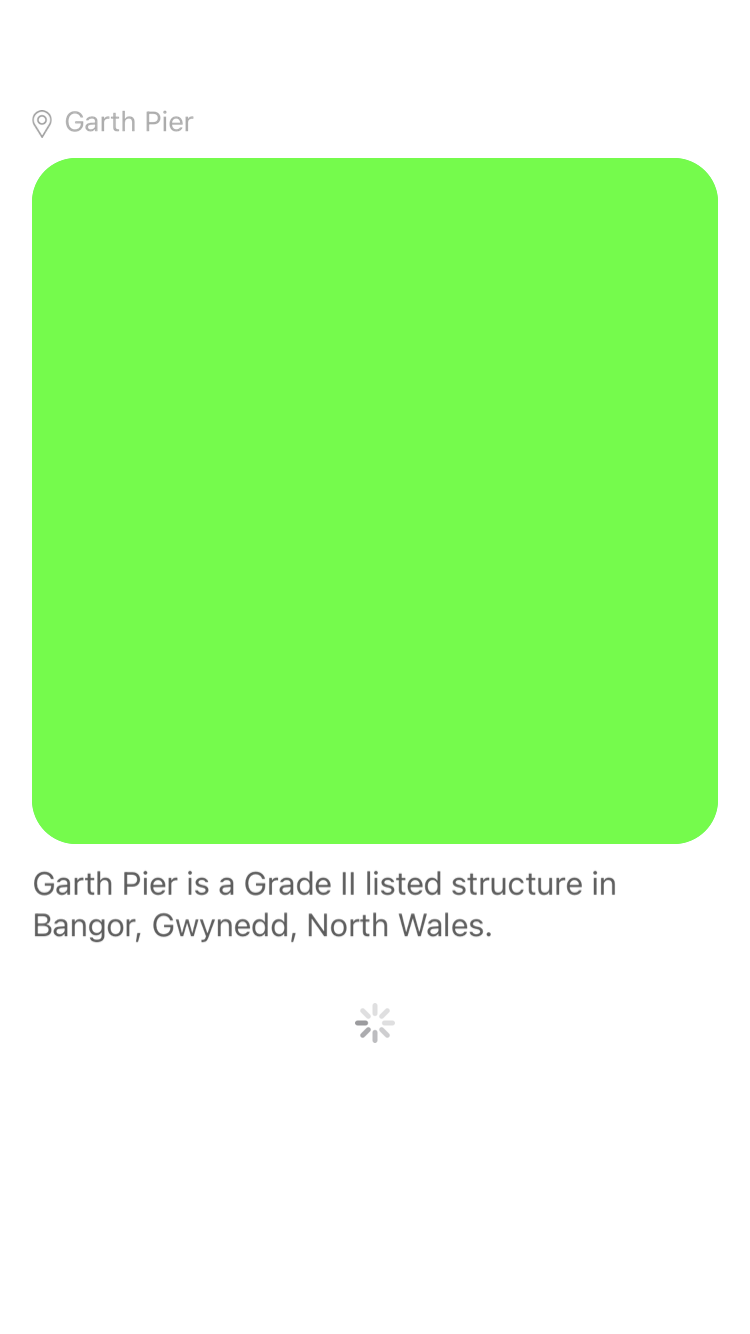 Garth Pier
Garth Pier is a Grade II listed structure in
Bangor, Gwynedd, North Wales.